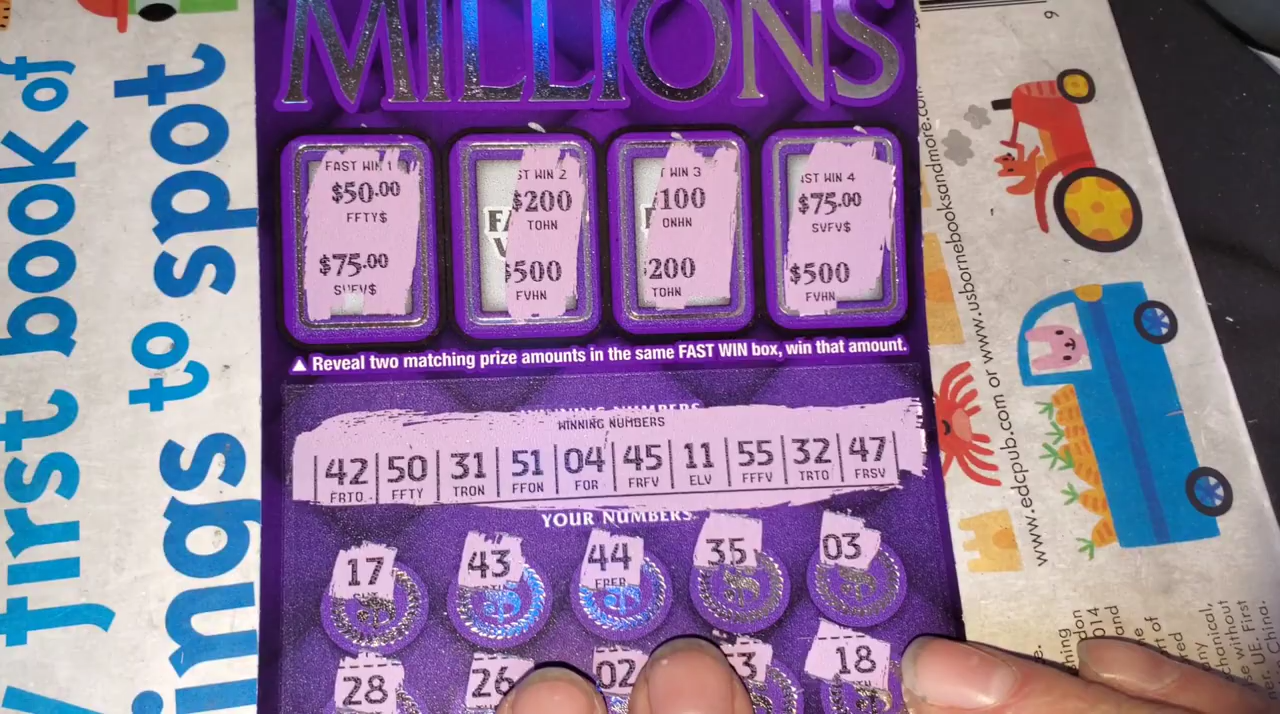 MILLIONS
FAST WIN 1
$50.00
FFTY$
$75.00
SVFV$
ST WIN 2
$200
TOHN
$500
FVHN
WIN 3
100
ONHN
200
TOHN
ST WIN 4
$75.00
SVFV$
$500
FVHN
▲ Reveal two matching prize amounts in the same FAST WIN box, win that amount.
WINNING NUMBERS
42 50 31 51 04 45 11 55 32 47
FRTO FFTY TRON FFON FOR FRFV ELV FFFV TRTO FRSV
YOUR NUMBERS
17 43 44 35 03
FRFR
28 26 02 3 18
first book of
ings to spot
www.edcpub.com or www.usbornebooksandmore.com
9